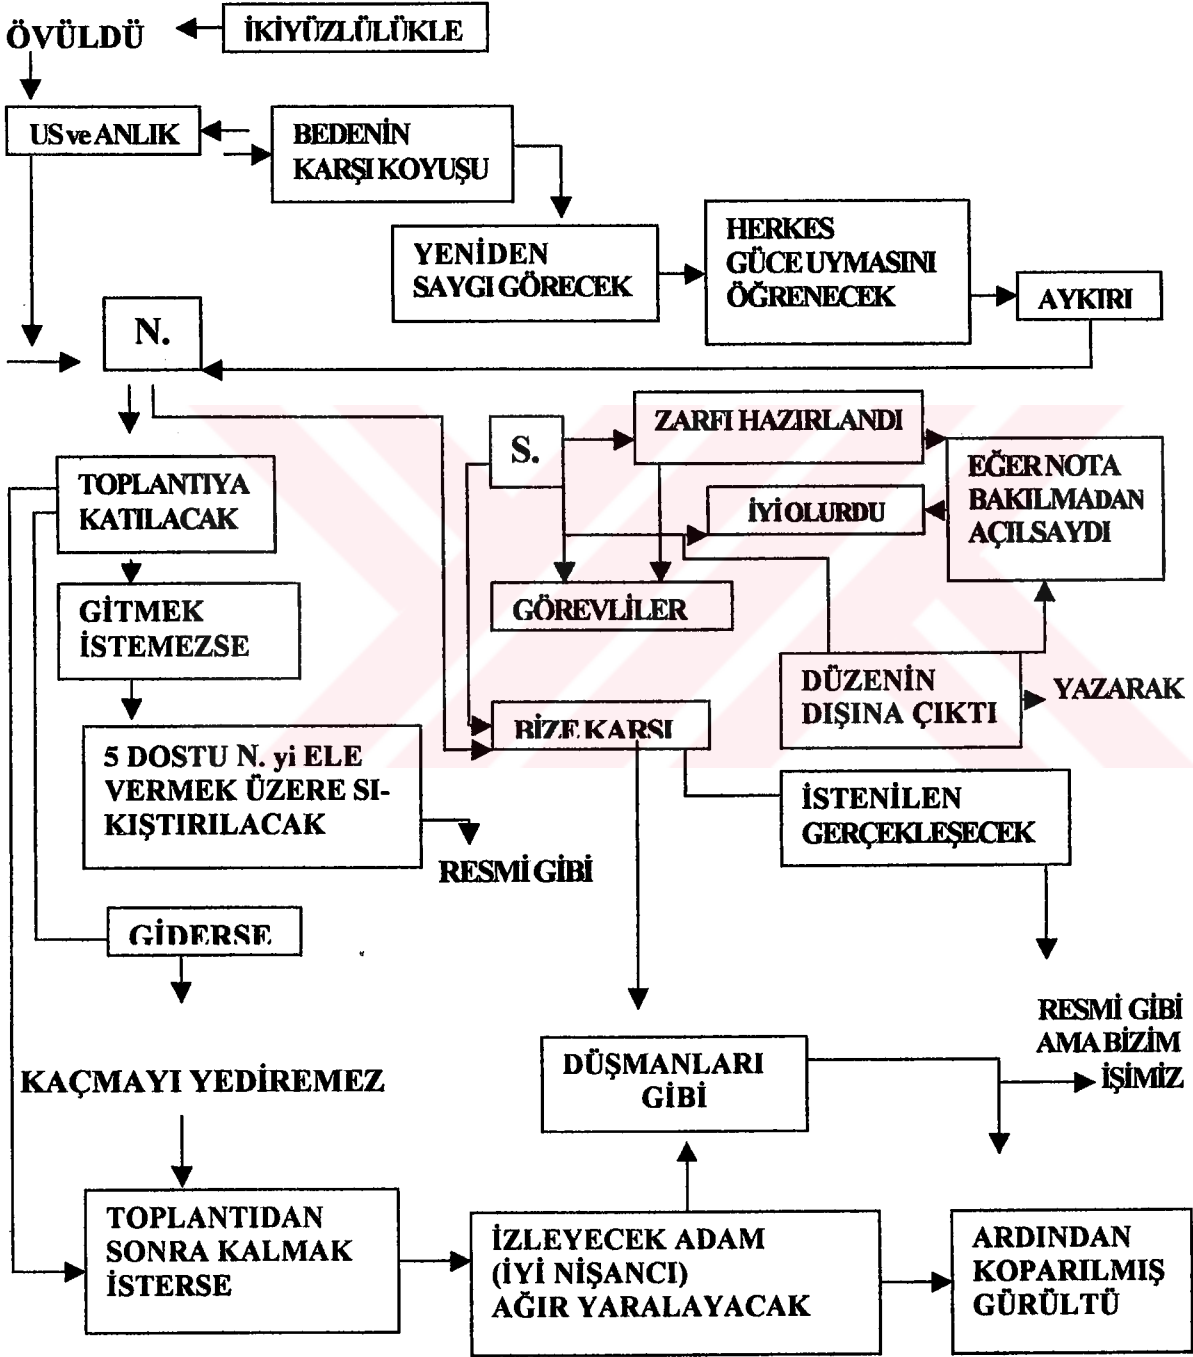 ÖVÜLDÜ
İKİYÜZLÜLÜKLE
US ve ANLIK
BEDENİN
KARŞI KOYUŞU
YENİDEN
SAYGI GÖRECEK
HERKES
GÜCE UYMASINI
ÖĞRENECEK
AYKIRI
N.
S.
ZARFI HAZIRLANDI
EĞER NOTA
BAKILMADAN
AÇILSAYDI
İYİ OLURDU
TOPLANTIYA
KATILACAK
GÖREVLİLER
GİTMEK
İSTEMEZSE
DÜZENİN
DIŞINA ÇIKTI
YAZARAK
BİZE KARŞI
5 DOSTU N. yi ELE
VERMEK ÜZERE SI-
KIŞTIRILACAK
İSTENİLEN
GERÇEKLEŞECEK
RESMİ GİBİ
GİDERSE
RESMİ GİBİ
AMA BİZİM
İŞİMİZ
KAÇMAYI YEDİREMEZ
DÜŞMANLARI
GİBİ
TOPLANTIDAN
SONRA KALMAK
İSTERSE
İZLEYECEK ADAM
(İYİ NİŞANCI)
AĞIR YARALAYACAK
ARDINDAN
KOPARILMIŞ
GÜRÜLTÜ